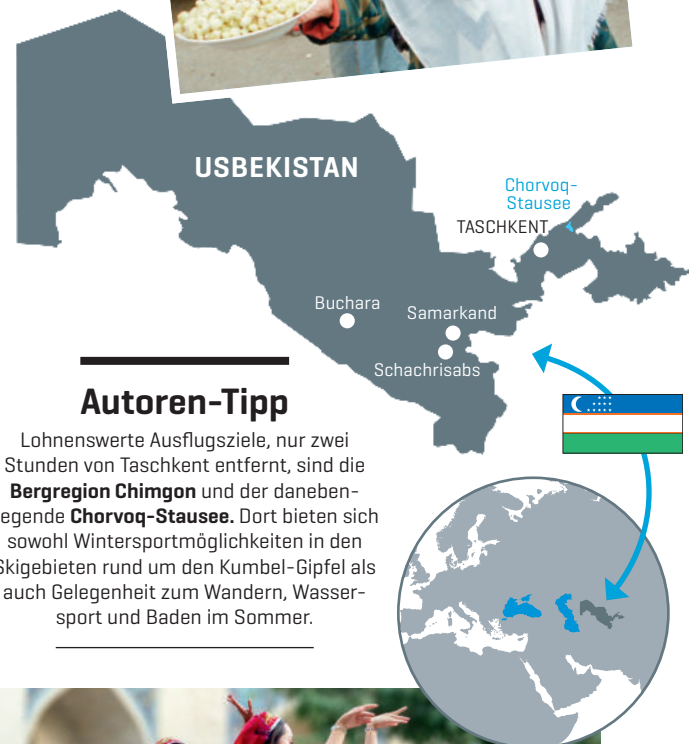 USBEKISTAN
Chorvoq-
Stausee
TASCHKENT
Buchara
Samarkand
Schachrisabs
Autoren-Tipp
Lohnenswerte Ausflugsziele, nur zwei
Stunden von Taschkent entfernt, sind die
Bergregion Chimgon und der daneben-
egende Chorvoq-Stausee. Dort bieten sich
sowohl Wintersportmöglichkeiten in den
Skigebieten rund um den Kumbel-Gipfel als
auch Gelegenheit zum Wandern, Wasser-
sport und Baden im Sommer.